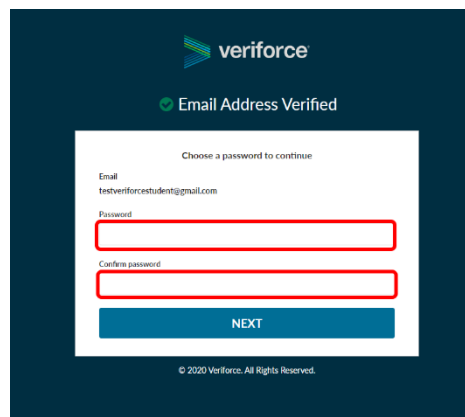 veriforce
Email Address Verified
Choose a password to continue
Email
testveriforcestudent@gmail.com
Password
Confirm password
NEXT
© 2020 Veriforce. All Rights Reserved.